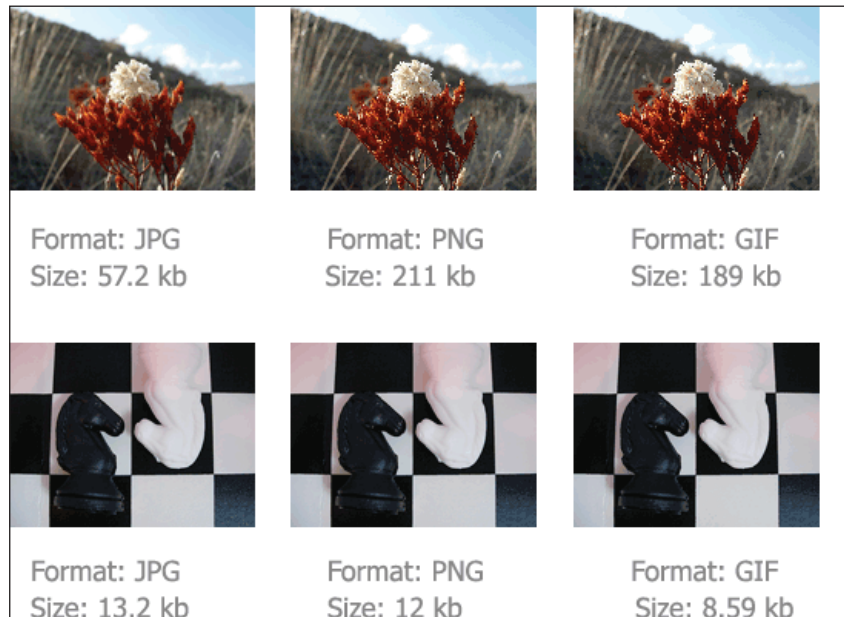 Format: JPG
Size: 57.2 kb
Format: PNG
Size: 211 kb
Format: GIF
Size: 189 kb
Format: JPG
Size: 13.2 kb
Format: PNG
Size: 12 kb
Format: GIF
Size: 8.59 kb